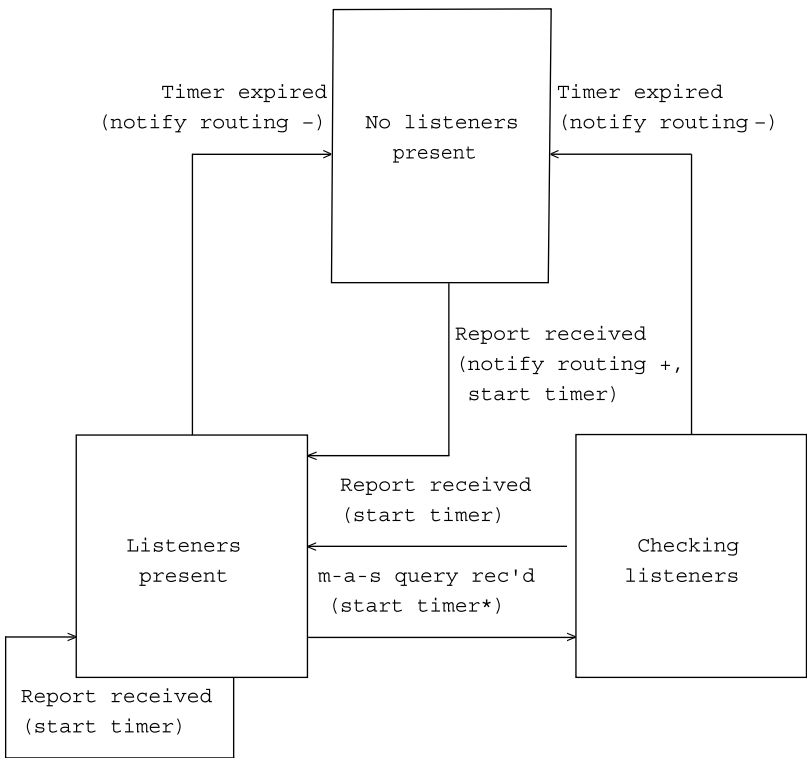 Timer expired
(notify routing -)
No listeners
present
Timer expired
(notify routing -)
Report received
(notify routing +,
start timer)
Report received
(start timer)
Listeners
present
m-a-s query rec'd
(start timer*)
Checking
listeners
Report received
(start timer)